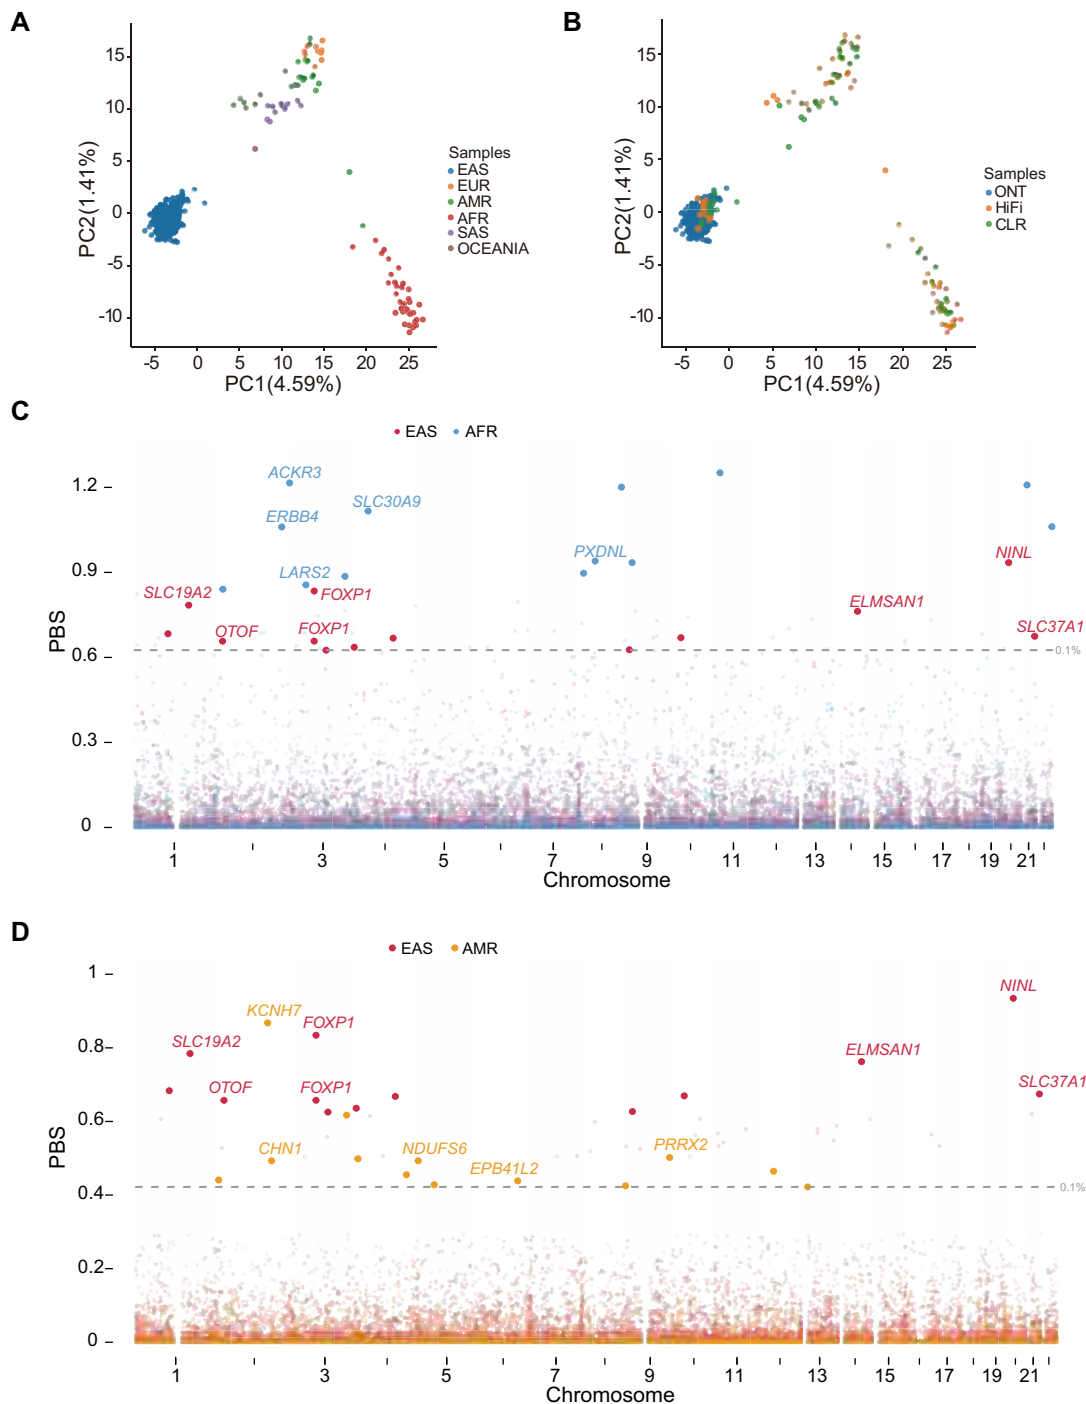 A
PC2(1.41%)
15
10
5
0
-5
-10
-5 0 5 10 15 20 25
PC1(4.59%)
Samples
EAS
EUR
AMR
AFR
SAS
OCEANIA
B
PC2(1.41%)
15
10
5
0
-5
-10
-5 0 5 10 15 20 25
PC1(4.59%)
Samples
ONT
HiFi
CLR
C
EAS AFR
PBS
1.2
0.9
0.6
0.3
0
ACKR3
SLC30A9
ERBB4
PXDNL
NINL
LARS2
SLC19A2
FOXP1
ELMSAN1
OTOF
FOXP1
SLC37A1
0.1%
1 3 5 7 9 11 13 15 17 19 21
Chromosome
D
EAS AMR
PBS
1
0.8
0.6
0.4
0.2
0
NINL
KCNH7
FOXP1
SLC19A2
ELMSAN1
OTOF
FOXP1
SLC37A1
CHN1
NDUFS6
PRRX2
EPB41L2
0.1%
1 3 5 7 9 11 13 15 17 19 21
Chromosome